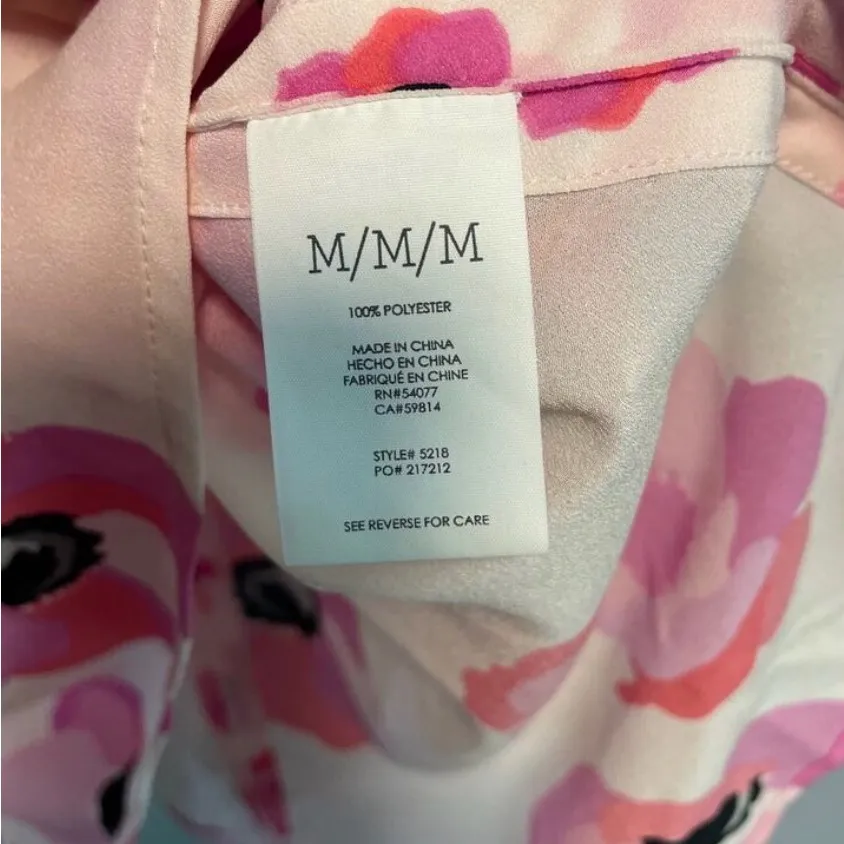 M/M/M
100% POLYESTER
MADE IN CHINA
HECHO EN CHINA
FABRIQUÉ EN CHINE
RN#54077
CA#59814
STYLE# 5218
PO# 217212
SEE REVERSE FOR CARE